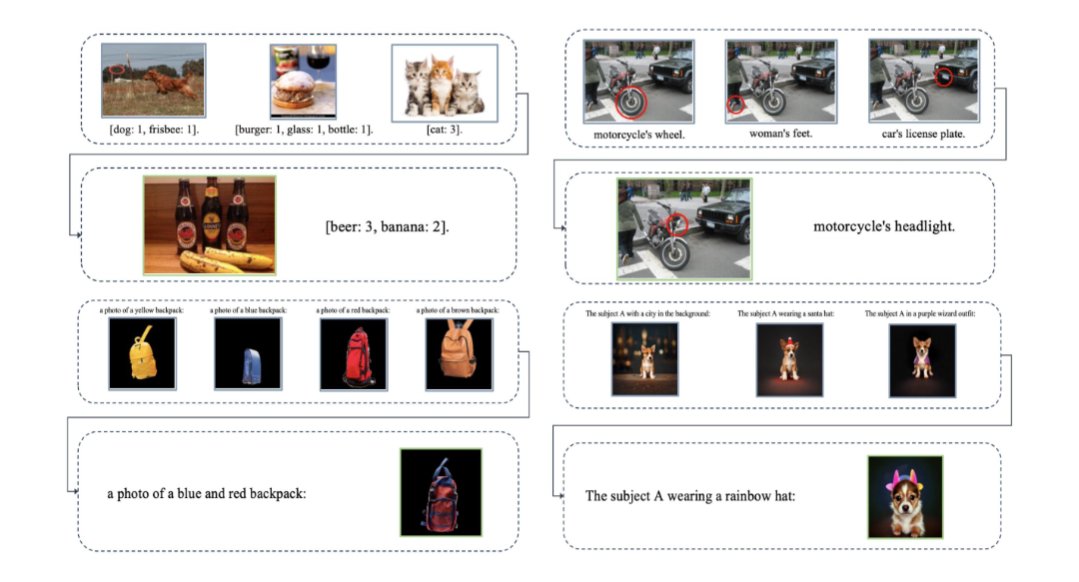 [dog: 1, frisbee: 1].
[burger: 1, glass: 1, bottle: 1].
[cat: 3].
[beer: 3, banana: 2].
motorcycle's wheel.
woman's feet.
car's license plate.
motorcycle's headlight.
a photo of a yellow backpack:
a photo of a blue backpack:
a photo of a red backpack:
a photo of a brown backpack:
a photo of a blue and red backpack:
The subject A with a city in the background:
The subject A wearing a santa hat:
The subject A in a purple wizard outfit:
The subject A wearing a rainbow hat: